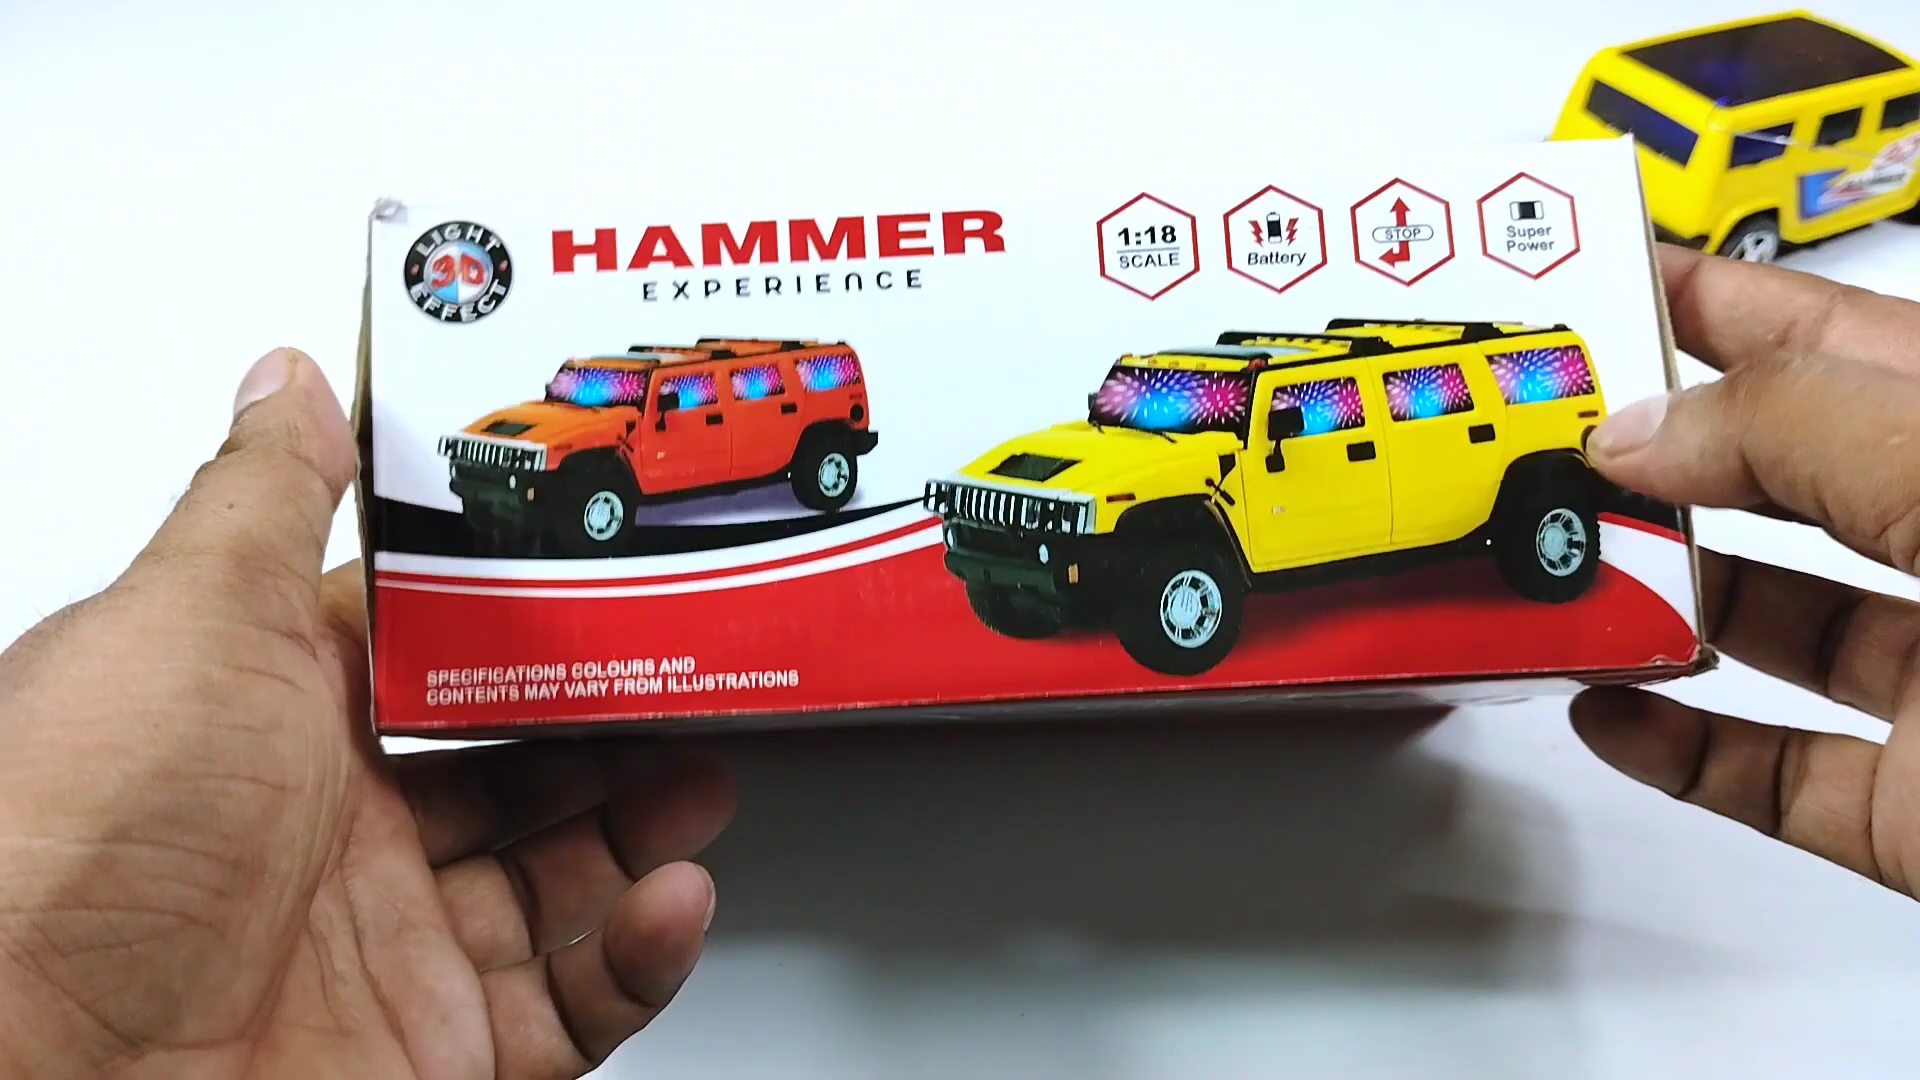 LIGHT
3D
EFFECT
HAMMER
EXPERIENCE
1:18
SCALE
Battery
STOP
Super
Power
SPECIFICATIONS COLOURS AND
CONTENTS MAY VARY FROM ILLUSTRATIONS